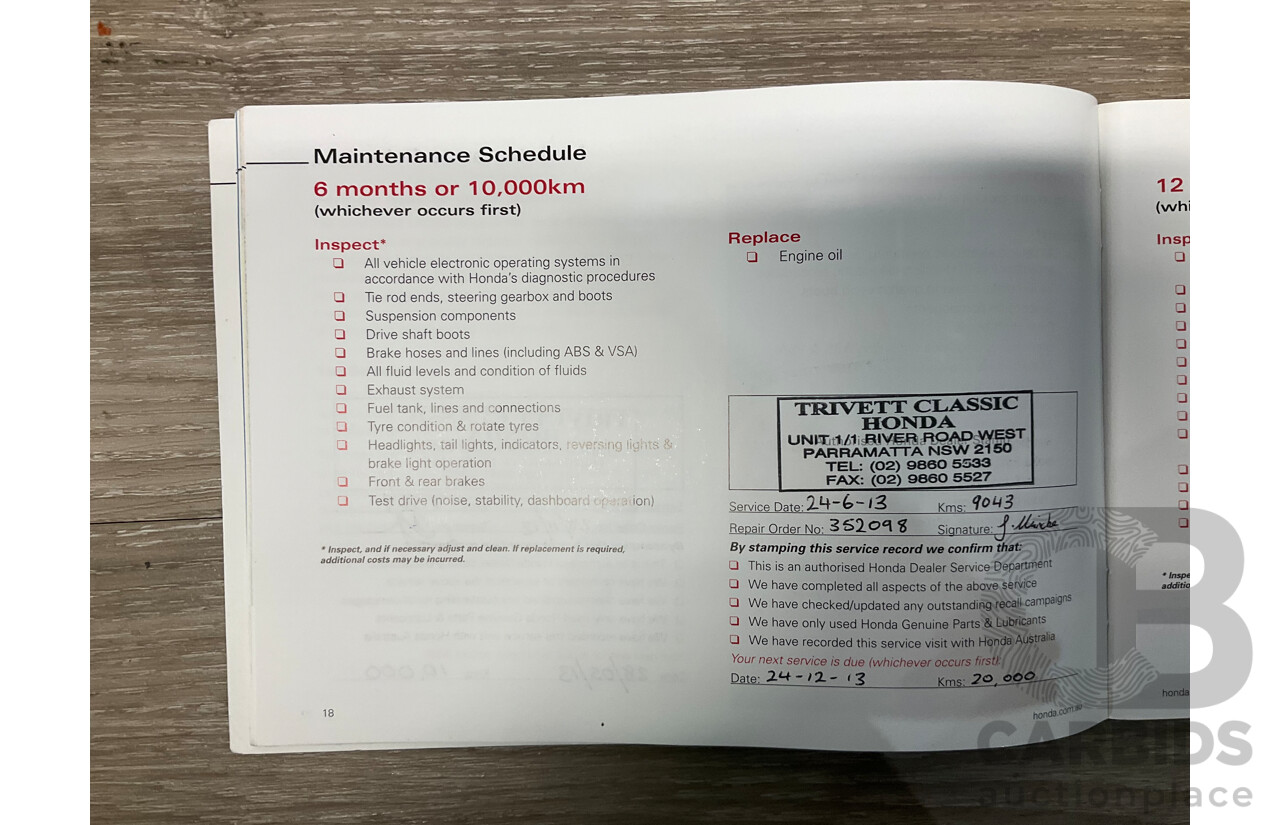 Maintenance Schedule
6 months or 10,000km
(whichever occurs first)
Inspect*
❏ All vehicle electronic operating systems in
accordance with Honda's diagnostic procedures
❏ Tie rod ends, steering gearbox and boots
❏ Suspension components
❏ Drive shaft boots
❏ Brake hoses and lines (including ABS & VSA)
❏ All fluid levels and condition of fluids
❏ Exhaust system
❏ Fuel tank, lines and connections
❏ Tyre condition & rotate tyres
❏ Headlights, tail lights, indicators, reversing lights &
brake light operation
❏ Front & rear brakes
❏ Test drive (noise, stability, dashboard operation)
* Inspect, and if necessary adjust and clean. If replacement is required,
additional costs may be incurred.
18
Replace
❏ Engine oil
TRIVETT CLASSIC
HONDA
UNIT 1/1 RIVER ROAD WEST
PARRAMATTA NSW 2150
TEL: (02) 9860 5533
FAX: (02) 9860 5527
Service Date: 24-6-13 Kms: 9043
Repair Order No: 352098 Signature:
By stamping this service record we confirm that:
❏ This is an authorised Honda Dealer Service Department
❏ We have completed all aspects of the above service
❏ We have checked/updated any outstanding recall campaigns
❏ We have only used Honda Genuine Parts & Lubricants
❏ We have recorded this service visit with Honda Australia
Your next service is due (whichever occurs first):
Date: 24-12-13 Kms: 20,000
honda.com.au
12
(whi
Insp
* Inspe
additio
honda
CARBIDS
auctionplace